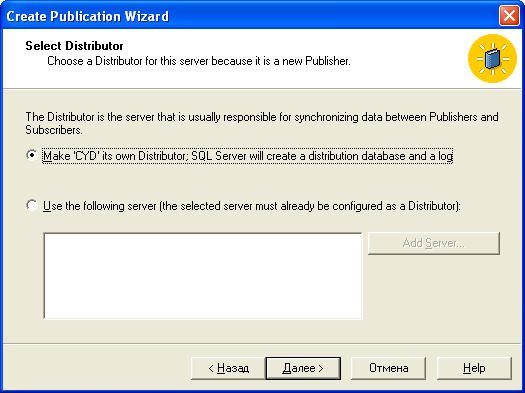 Create Publication Wizard
Select Distributor
Choose a Distributor for this server because it is a new Publisher.
The Distributor is the server that is usually responsible for synchronizing data between Publishers and
Subscribers.
Make 'CYD' its own Distributor; SQL Server will create a distribution database and a log
Use the following server (the selected server must already be configured as a Distributor):
Add Server...
< Назад
Далее >
Отмена
Help